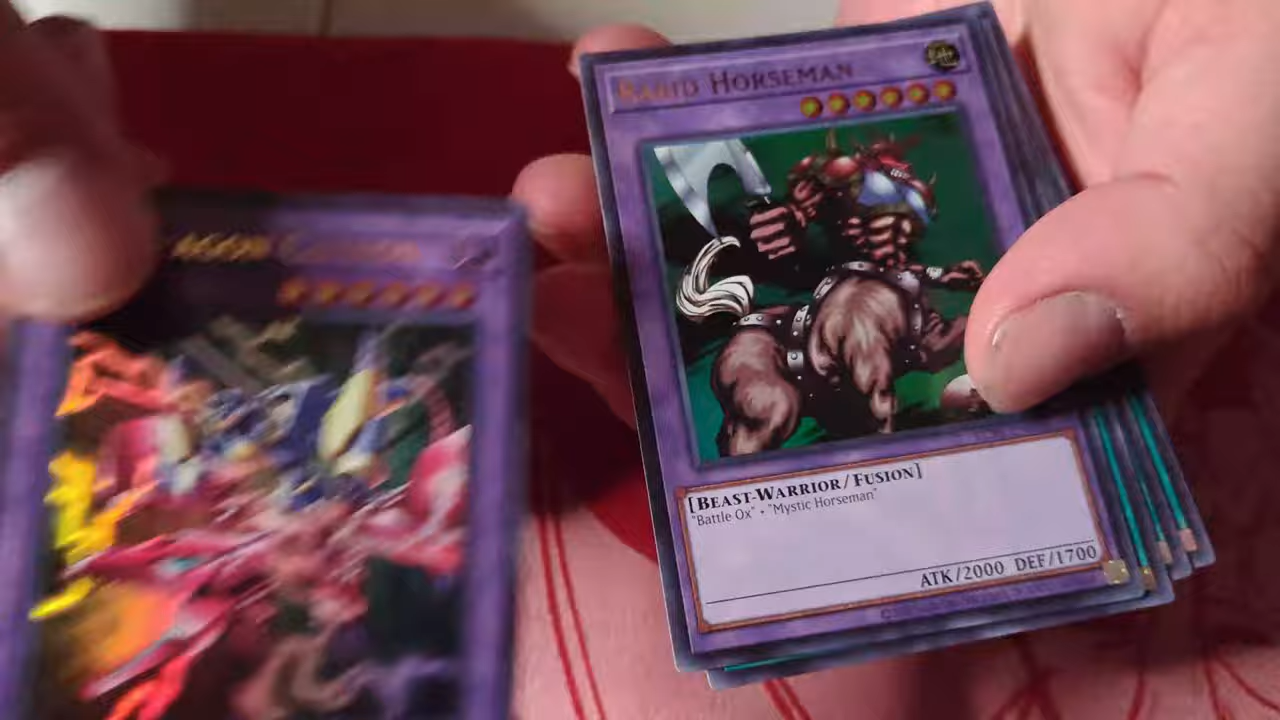 RABID HORSEMAN
[BEAST-WARRIOR/FUSION]
"Battle Ox" • "Mystic Horseman"
ATK/2000 DEF/1700